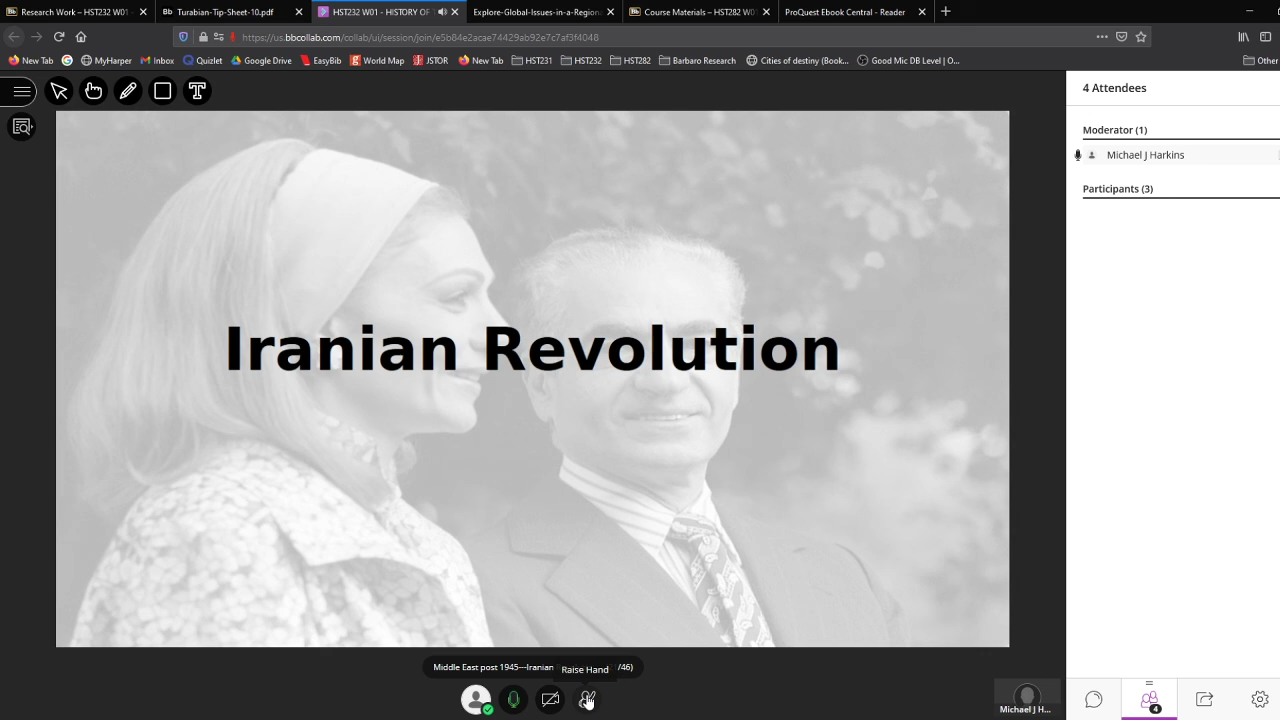 Research Work – HST232 W01 -
Turabian-Tip-Sheet-10.pdf
HST232 W01 - HISTORY OF
Explore-Global-Issues-in-a-Regiona
Course Materials – HST282 W01
ProQuest Ebook Central - Reader
https://us.bbcollab.com/collab/ui/session/join/e5b84e2acae74429ab92e7c7af3f4048
New Tab
MyHarper
Inbox
Quizlet
Google Drive
EasyBib
World Map
JSTOR
New Tab
HST231
HST232
HST282
Barbaro Research
Cities of destiny (Book...
Good Mic DB Level | O...
Other
4 Attendees
Moderator (1)
Michael J Harkins
Participants (3)
Iranian Revolution
Middle East post 1945---Iranian /46)
Raise Hand
Michael J H...
4